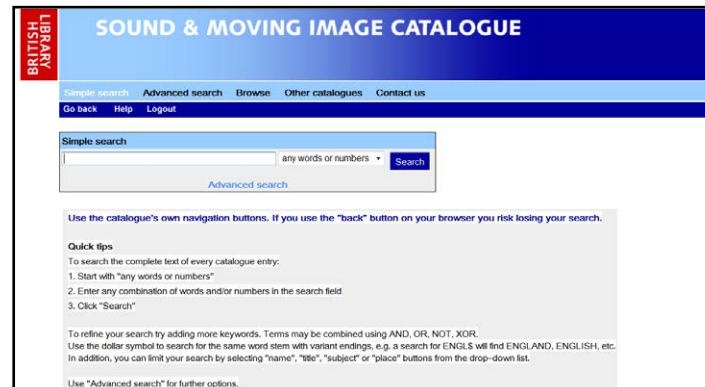 BRITISH
LIBRARY
SOUND & MOVING IMAGE CATALOGUE
Simple search Advanced search Browse Other catalogues Contact us
Go back Help Logout
Simple search
any words or numbers Search
Advanced search
Use the catalogue's own navigation buttons. If you use the "back" button on your browser you risk losing your search.
Quick tips
To search the complete text of every catalogue entry:
1. Start with "any words or numbers"
2. Enter any combination of words and/or numbers in the search field
3. Click "Search"
To refine your search try adding more keywords. Terms may be combined using AND, OR, NOT, XOR.
Use the dollar symbol to search for the same word stem with variant endings, e.g. a search for ENGL$ will find ENGLAND, ENGLISH, etc.
In addition, you can limit your search by selecting "name", "title", "subject" or "place" buttons from the drop–down list.
Use "Advanced search" for further options.